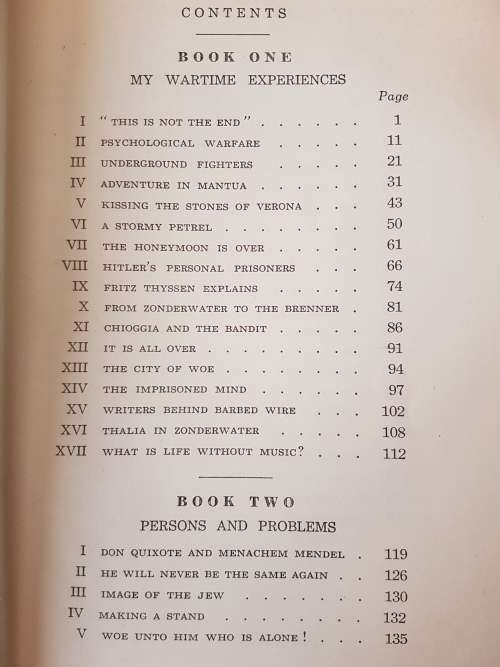 CONTENTS
BOOK ONE
MY WARTIME EXPERIENCES
Page
I "THIS IS NOT THE END" . . . . . . 1
II PSYCHOLOGICAL WARFARE . . . . . 11
III UNDERGROUND FIGHTERS . . . . . 21
IV ADVENTURE IN MANTUA . . . . . . 31
V KISSING THE STONES OF VERONA . . . 43
VI A STORMY PETREL . . . . . . . . 50
VII THE HONEYMOON IS OVER . . . . . 61
VIII HITLER'S PERSONAL PRISONERS . . . 66
IX FRITZ THYSSEN EXPLAINS . . . . . 74
X FROM ZONDERWATER TO THE BRENNER . 81
XI CHIOGGIA AND THE BANDIT . . . . . 86
XII IT IS ALL OVER . . . . . . . . . 91
XIII THE CITY OF WOE . . . . . . . . 94
XIV THE IMPRISONED MIND . . . . . . 97
XV WRITERS BEHIND BARBED WIRE . . . 102
XVI THALIA IN ZONDERWATER . . . . . 108
XVII WHAT IS LIFE WITHOUT MUSIC? . . . 112
BOOK TWO
PERSONS AND PROBLEMS
I DON QUIXOTE AND MENACHEM MENDEL . 119
II HE WILL NEVER BE THE SAME AGAIN . . 126
III IMAGE OF THE JEW . . . . . . . 130
IV MAKING A STAND . . . . . . . . 132
V WOE UNTO HIM WHO IS ALONE! . . . 135